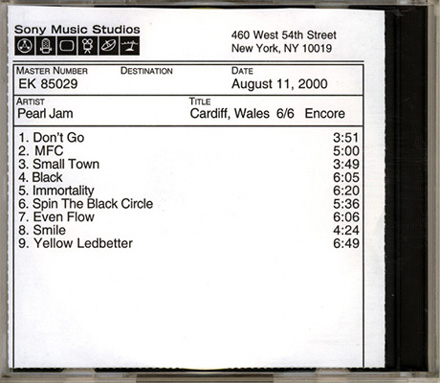 Sony Music Studios
460 West 54th Street
New York, NY 10019
MASTER NUMBER DESTINATION DATE
EK 85029 August 11, 2000
ARTIST TITLE
Pearl Jam Cardiff, Wales 6/6 Encore
1. Don't Go 3:51
2. MFC 5:00
3. Small Town 3:49
4. Black 6:05
5. Immortality 6:20
6. Spin The Black Circle 5:36
7. Even Flow 6:06
8. Smile 4:24
9. Yellow Ledbetter 6:49